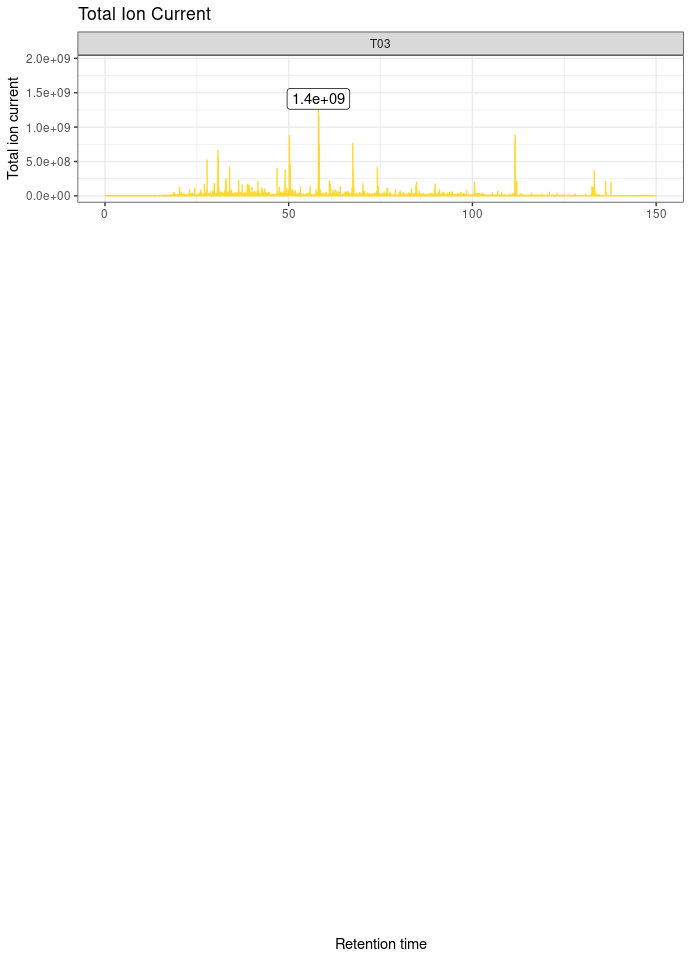 Total Ion Current
T03
Total ion current
2.0e+09
1.5e+09
1.0e+09
5.0e+08
0.0e+00
1.4e+09
0
50
100
150
Retention time